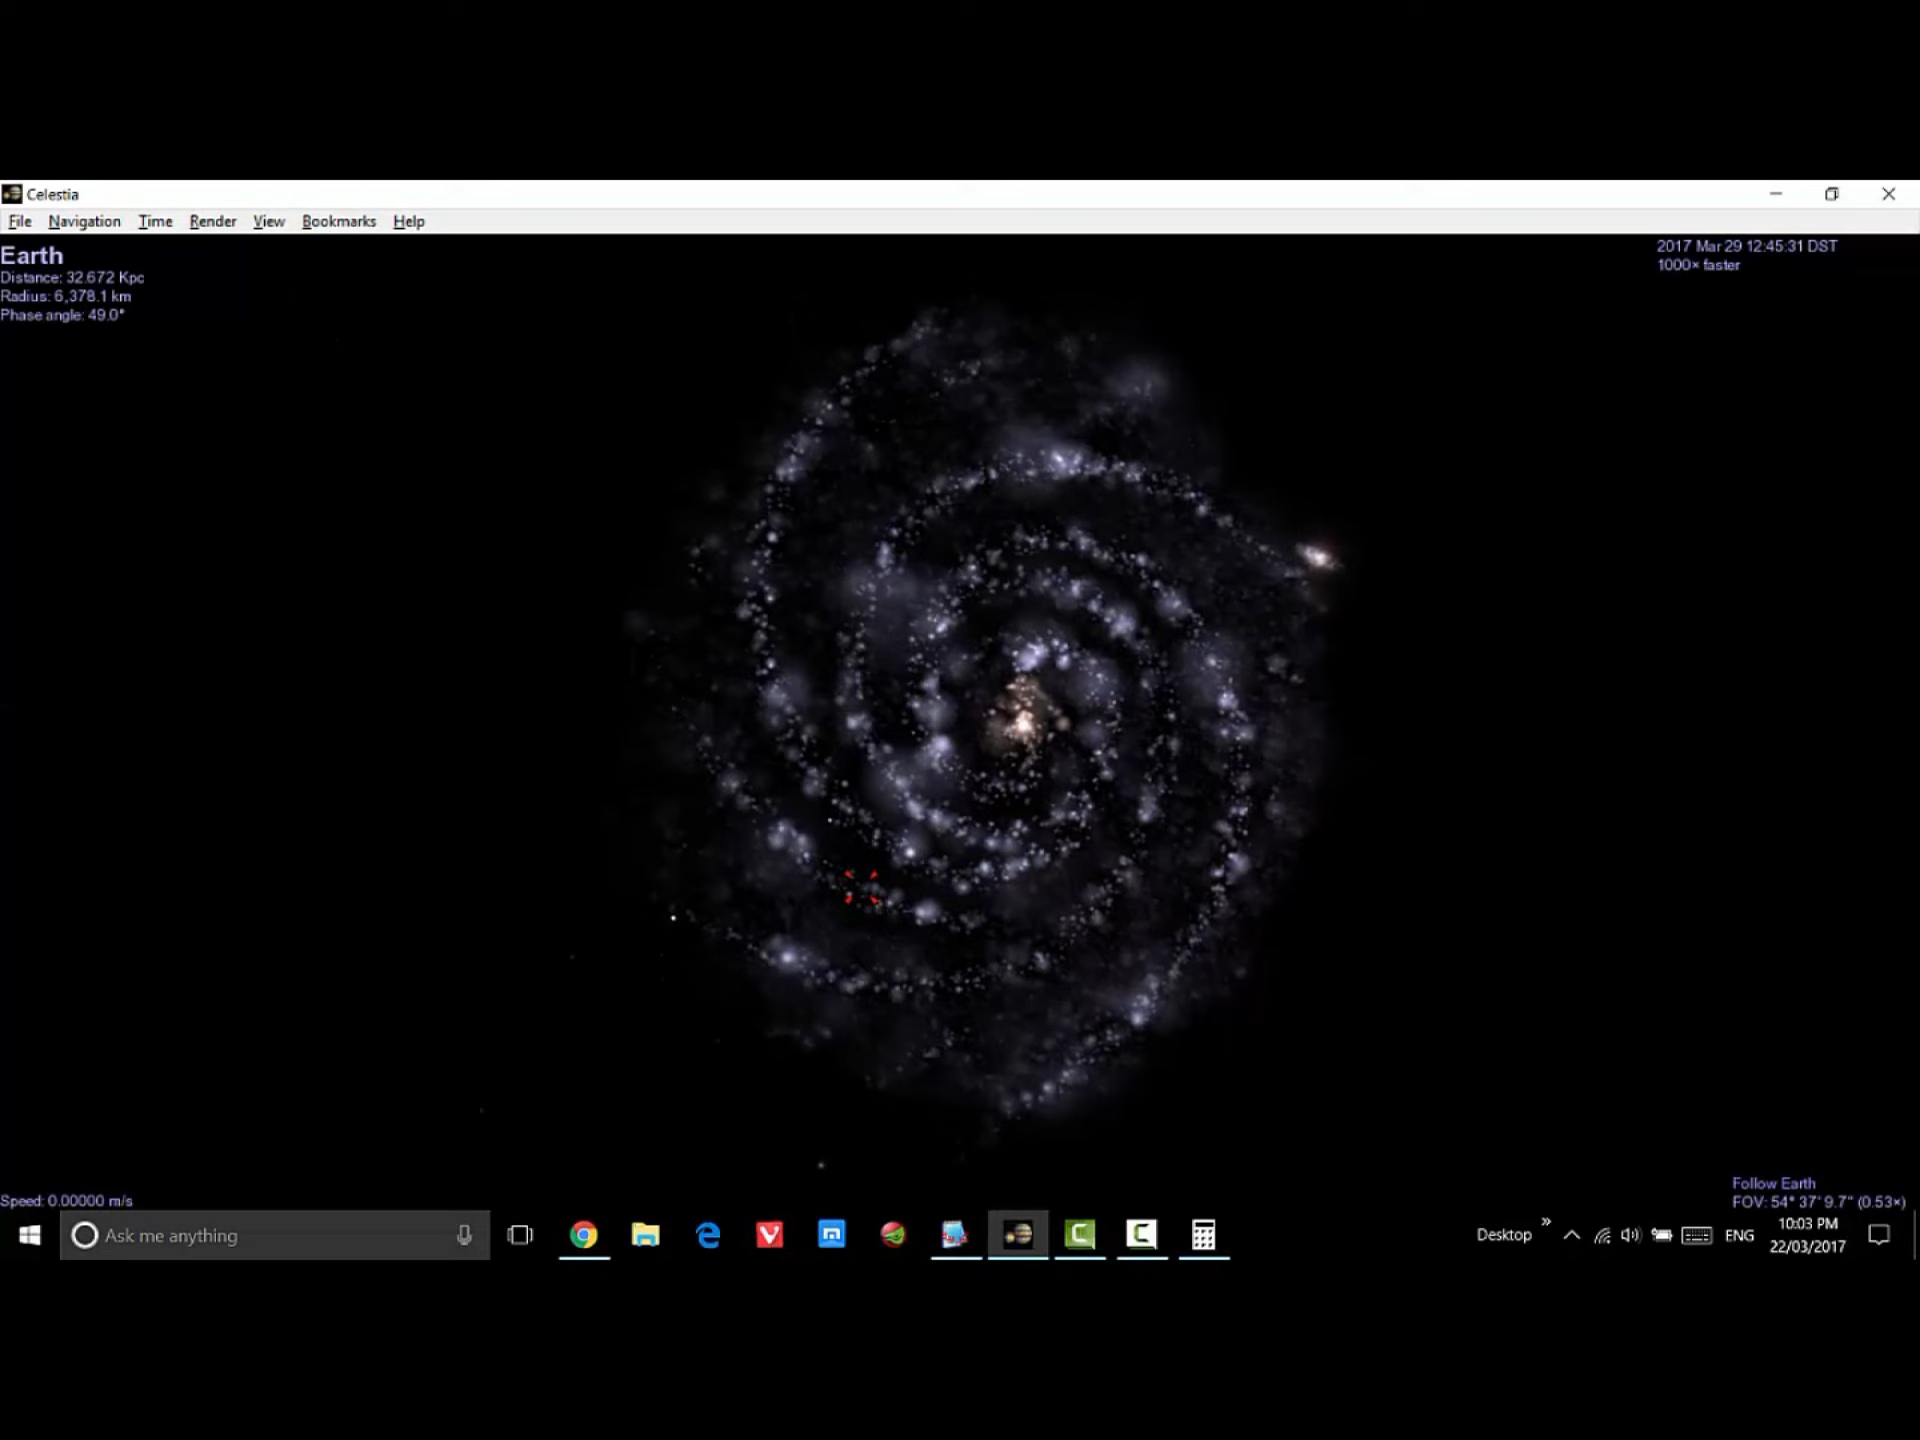 Celestia
File Navigation Time Render View Bookmarks Help
Earth
Distance: 32.672 Kpc
Radius: 6,378.1 km
Phase angle: 49.0°
2017 Mar 29 12:45:31 DST
1000× faster
Speed: 0.00000 m/s
Follow Earth
FOV: 54° 37' 9.7" (0.53×)
Ask me anything
Desktop
ENG
10:03 PM
22/03/2017